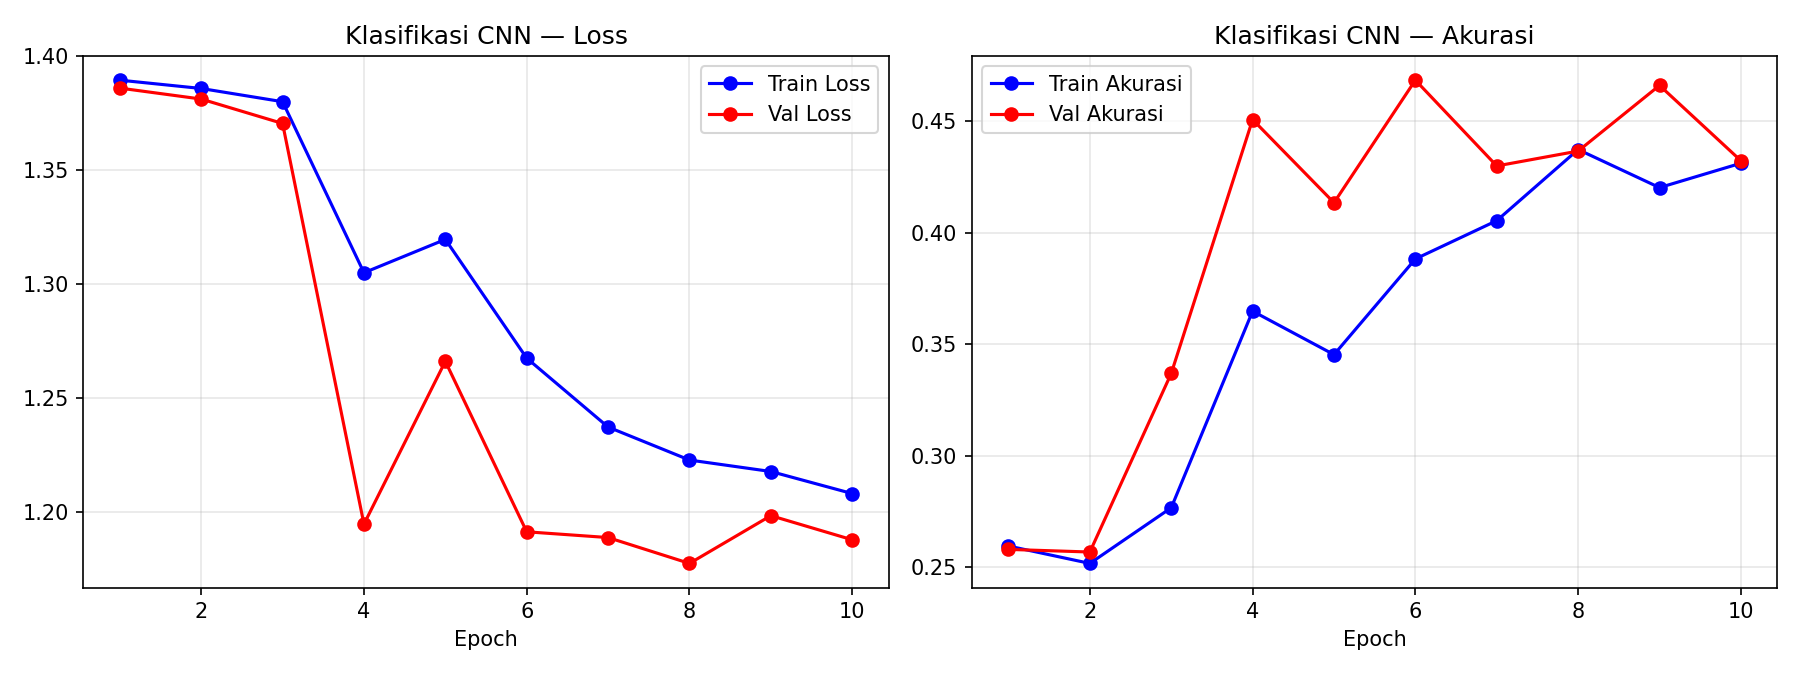 Klasifikasi CNN — Loss
1.40
1.35
1.30
1.25
1.20
Train Loss
Val Loss
2 4 6 8 10
Epoch
Klasifikasi CNN — Akurasi
Train Akurasi
Val Akurasi
0.45
0.40
0.35
0.30
0.25
2 4 6 8 10
Epoch